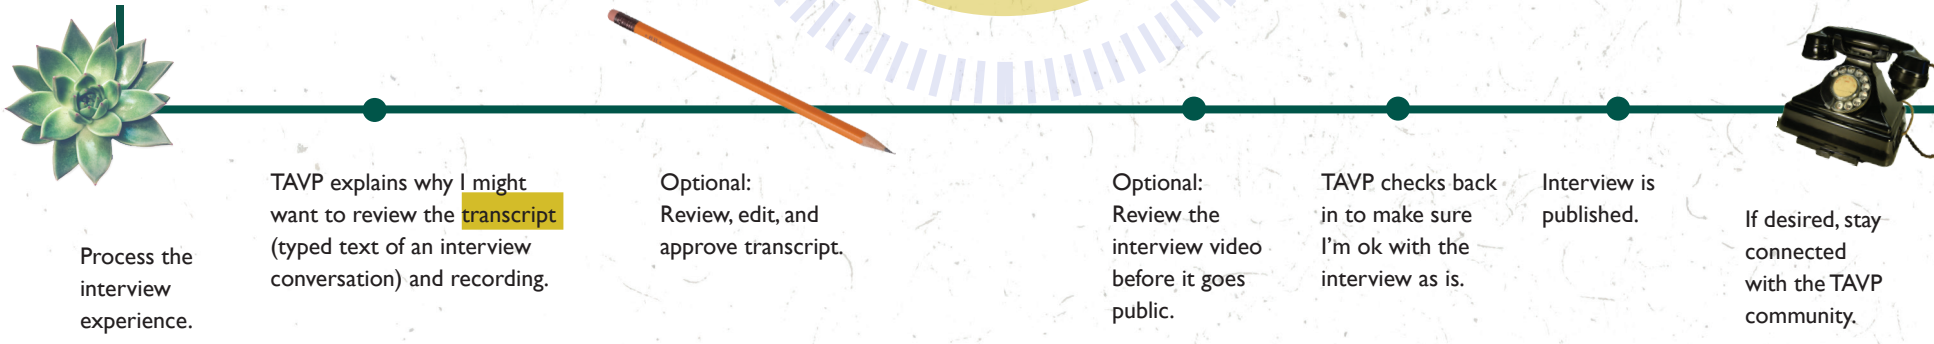 Process the
interview
experience.
TAVP explains why I might
want to review the transcript
(typed text of an interview
conversation) and recording.
Optional:
Review, edit, and
approve transcript.
Optional:
Review the
interview video
before it goes
public.
TAVP checks back
in to make sure
I'm ok with the
interview as is.
Interview is
published.
If desired, stay
connected
with the TAVP
community.